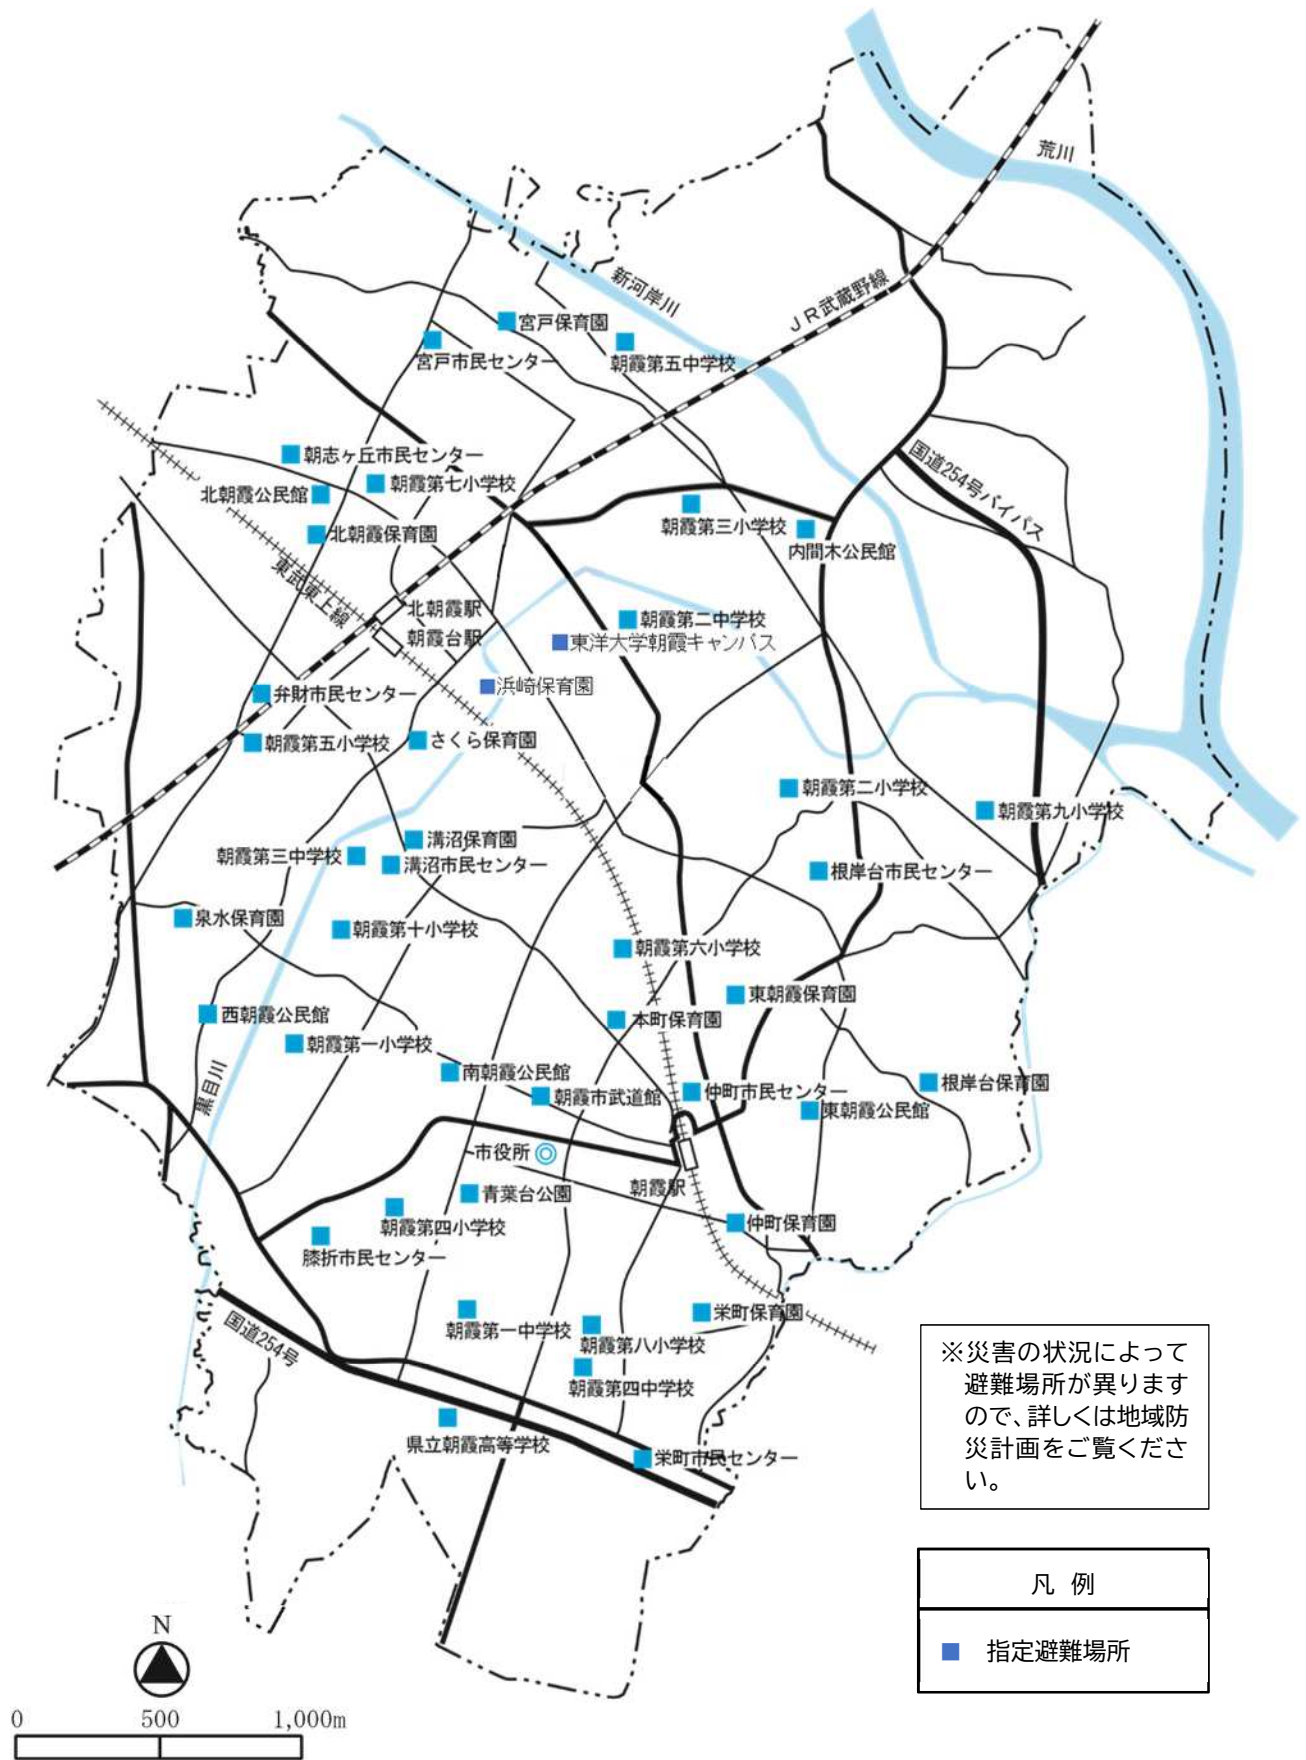 荒川
新河岸川
ＪＲ武蔵野線
宮戸保育園
宮戸市民センター
朝霞第五中学校
朝志ヶ丘市民センター
国道254号バイパス
朝霞第七小学校
北朝霞公民館
朝霞第三小学校
北朝霞保育園
内間木公民館
東武東上線
北朝霞駅
朝霞第二中学校
朝霞台駅
東洋大学朝霞キャンパス
浜崎保育園
弁財市民センター
朝霞第五小学校
さくら保育園
朝霞第二小学校
朝霞第九小学校
溝沼保育園
朝霞第三中学校
溝沼市民センター
根岸台市民センター
泉水保育園
朝霞第十小学校
朝霞第六小学校
東朝霞保育園
西朝霞公民館
本町保育園
朝霞第一小学校
黒目川
南朝霞公民館
朝霞市武道館
仲町市民センター
根岸台保育園
東朝霞公民館
市役所
朝霞駅
青葉台公園
朝霞第四小学校
仲町保育園
膝折市民センター
国道254号
朝霞第一中学校
栄町保育園
朝霞第八小学校
朝霞第四中学校
県立朝霞高等学校
栄町市民センター
※災害の状況によって
避難場所が異ります
ので、詳しくは地域防
災計画をご覧くださ
い。
凡 例
指定避難場所
N
0 500 1,000m